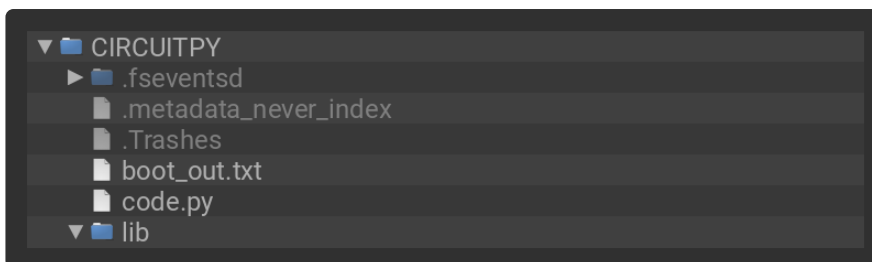 CIRCUITPY
.fseventsd
.metadata_never_index
.Trashes
boot_out.txt
code.py
lib